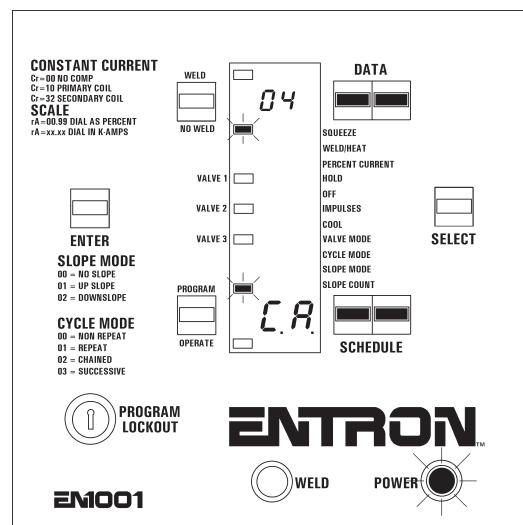 CONSTANT CURRENT
Cr=00 NO COMP
Cr=10 PRIMARY COIL
Cr=32 SECONDARY COIL
SCALE
rA=00.99 DIAL AS PERCENT
rA=xx.xx DIAL IN K-AMPS
WELD
NO WELD
04
DATA
SQUEEZE
WELD/HEAT
PERCENT CURRENT
HOLD
OFF
IMPULSES
COOL
VALVE MODE
CYCLE MODE
SLOPE MODE
SLOPE COUNT
VALVE 1
VALVE 2
VALVE 3
ENTER
SELECT
SLOPE MODE
00 = NO SLOPE
01 = UP SLOPE
02 = DOWNSLOPE
CYCLE MODE
00 = NON REPEAT
01 = REPEAT
02 = CHAINED
03 = SUCCESSIVE
PROGRAM
OPERATE
C.A.
SCHEDULE
PROGRAM
LOCKOUT
ENTRON™
WELD
POWER
EN1001